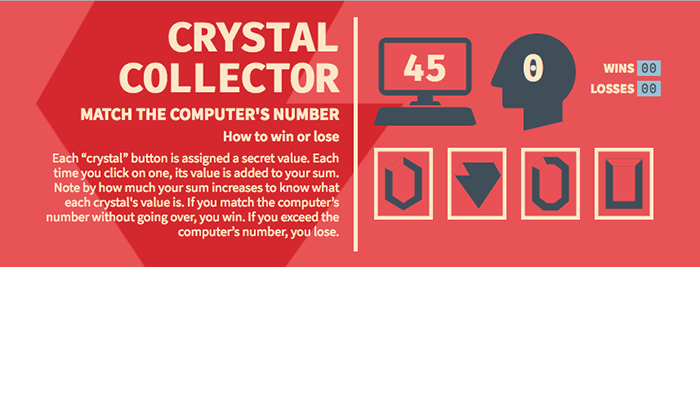 CRYSTAL
COLLECTOR
MATCH THE COMPUTER'S NUMBER
How to win or lose
Each “crystal” button is assigned a secret value. Each
time you click on one, its value is added to your sum.
Note by how much your sum increases to know what
each crystal's value is. If you match the computer’s
number without going over, you win. If you exceed the
computer’s number, you lose.
45
0
WINS 00
LOSSES 00